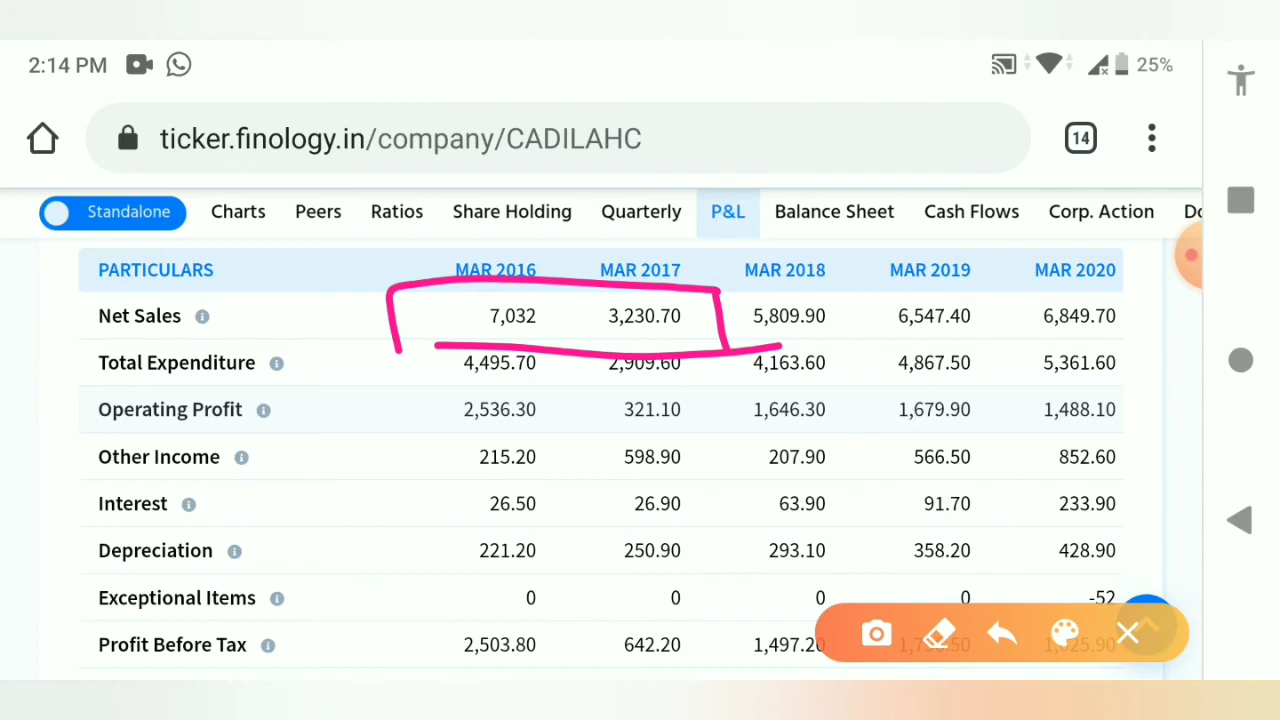 2:14 PM 25%
ticker.finology.in/company/CADILAHC 14
Standalone Charts Peers Ratios Share Holding Quarterly P&L Balance Sheet Cash Flows Corp. Action
PARTICULARS MAR 2016 MAR 2017 MAR 2018 MAR 2019 MAR 2020
Net Sales 7,032 3,230.70 5,809.90 6,547.40 6,849.70
Total Expenditure 4,495.70 2,909.60 4,163.60 4,867.50 5,361.60
Operating Profit 2,536.30 321.10 1,646.30 1,679.90 1,488.10
Other Income 215.20 598.90 207.90 566.50 852.60
Interest 26.50 26.90 63.90 91.70 233.90
Depreciation 221.20 250.90 293.10 358.20 428.90
Exceptional Items 0 0 0 0 -52
Profit Before Tax 2,503.80 642.20 1,497.20